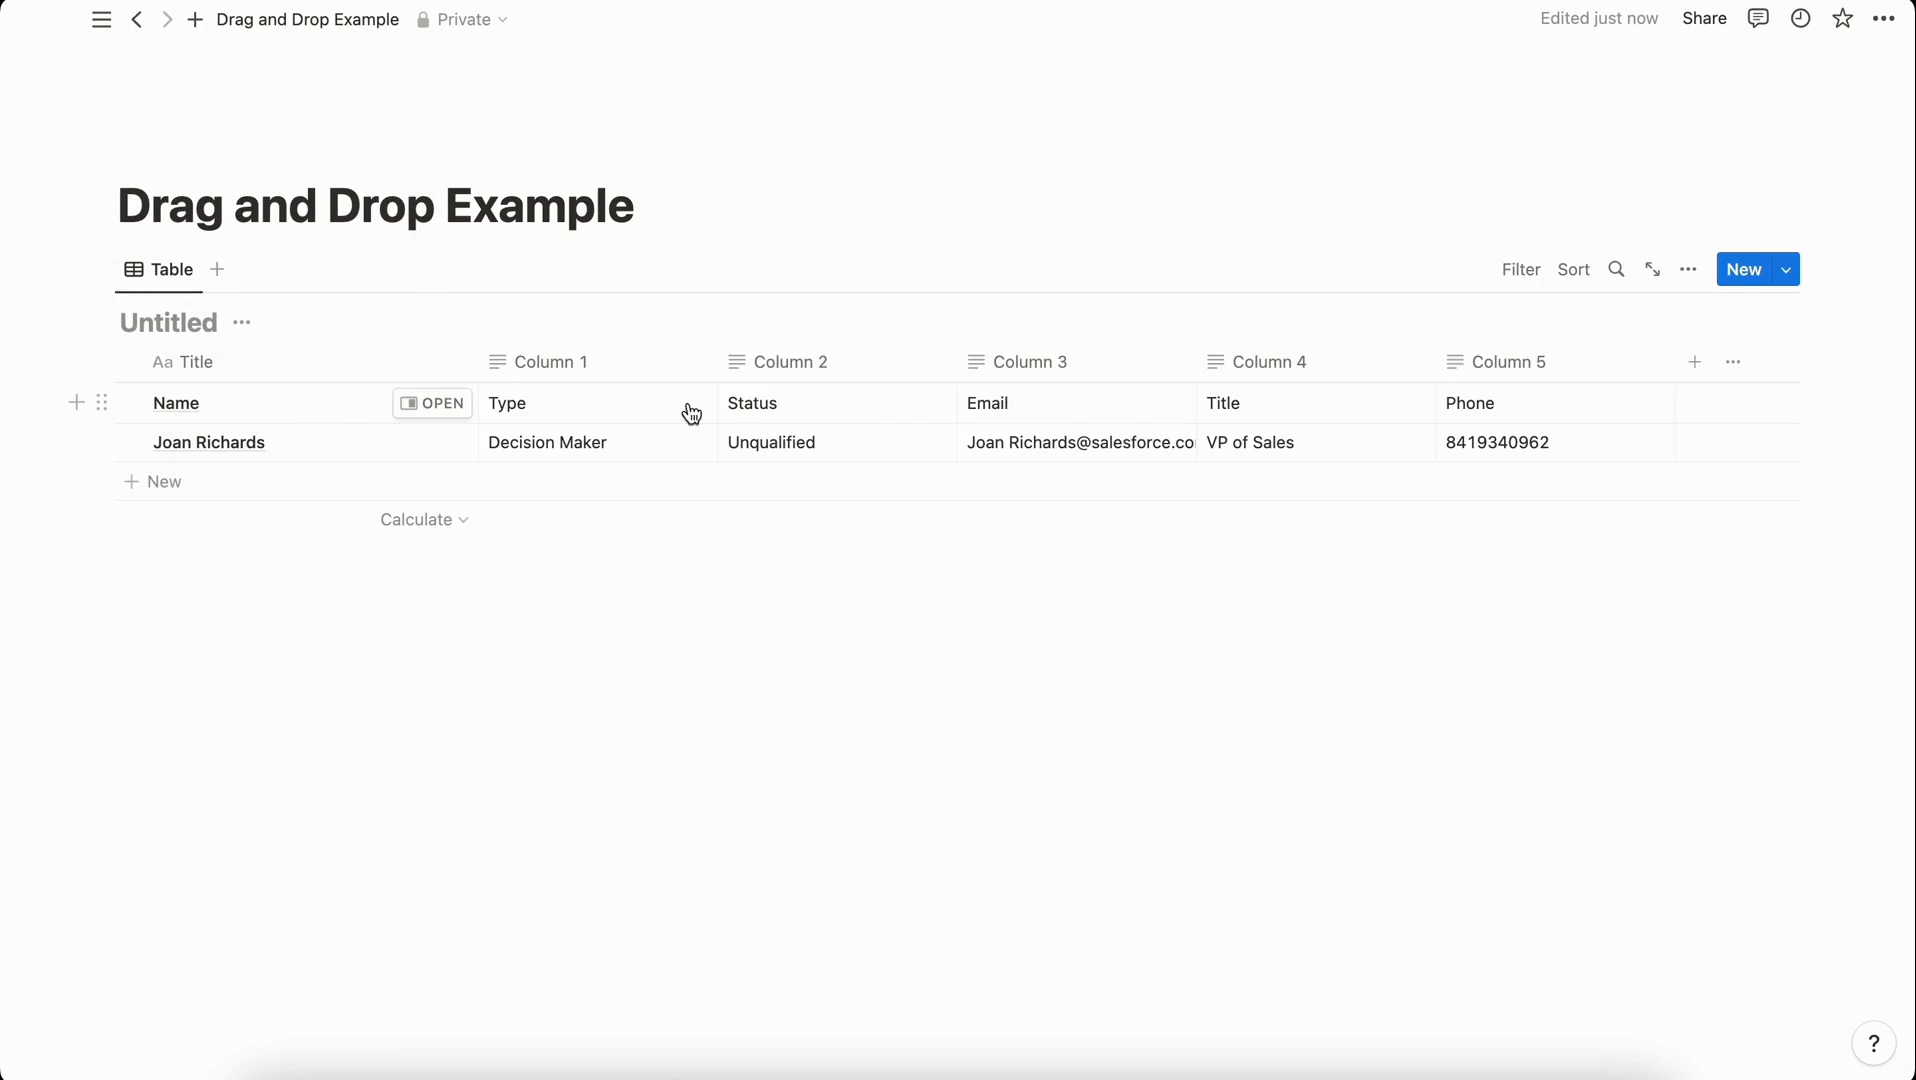 Drag and Drop Example Private Edited just now Share
Drag and Drop Example
Table Filter Sort New
Untitled
Aa Title Column 1 Column 2 Column 3 Column 4 Column 5
Name OPEN Type Status Email Title Phone
Joan Richards Decision Maker Unqualified Joan Richards@salesforce.co VP of Sales 8419340962
New
Calculate
?